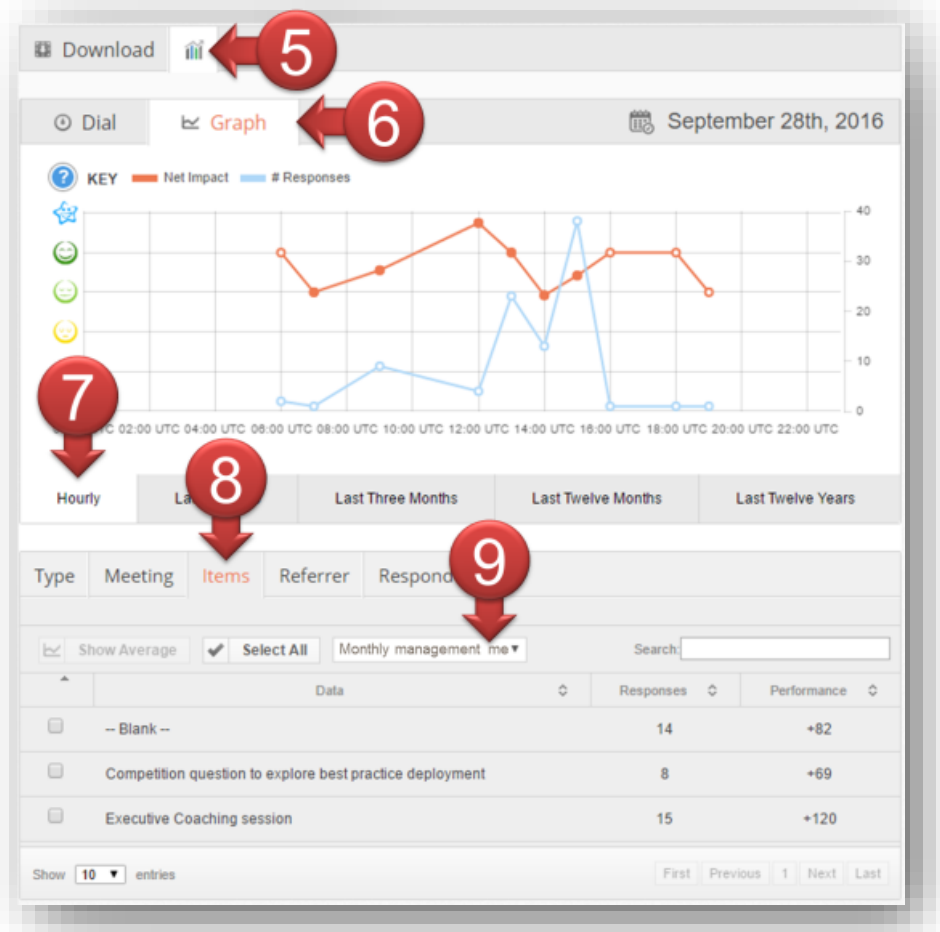 Download 5
Dial Graph 6 September 28th, 2016
? KEY Net Impact # Responses
40
30
20
10
0
7
02:00 UTC 04:00 UTC 06:00 UTC 08:00 UTC 10:00 UTC 12:00 UTC 14:00 UTC 16:00 UTC 18:00 UTC 20:00 UTC 22:00 UTC
8
Hourly Last Three Months Last Twelve Months Last Twelve Years
9
Type Meeting Items Referrer
Show Average Select All Monthly management me Search:
Data Responses Performance
-- Blank -- 14 +82
Competition question to explore best practice deployment 8 +69
Executive Coaching session 15 +120
Show 10 entries First Previous 1 Next Last